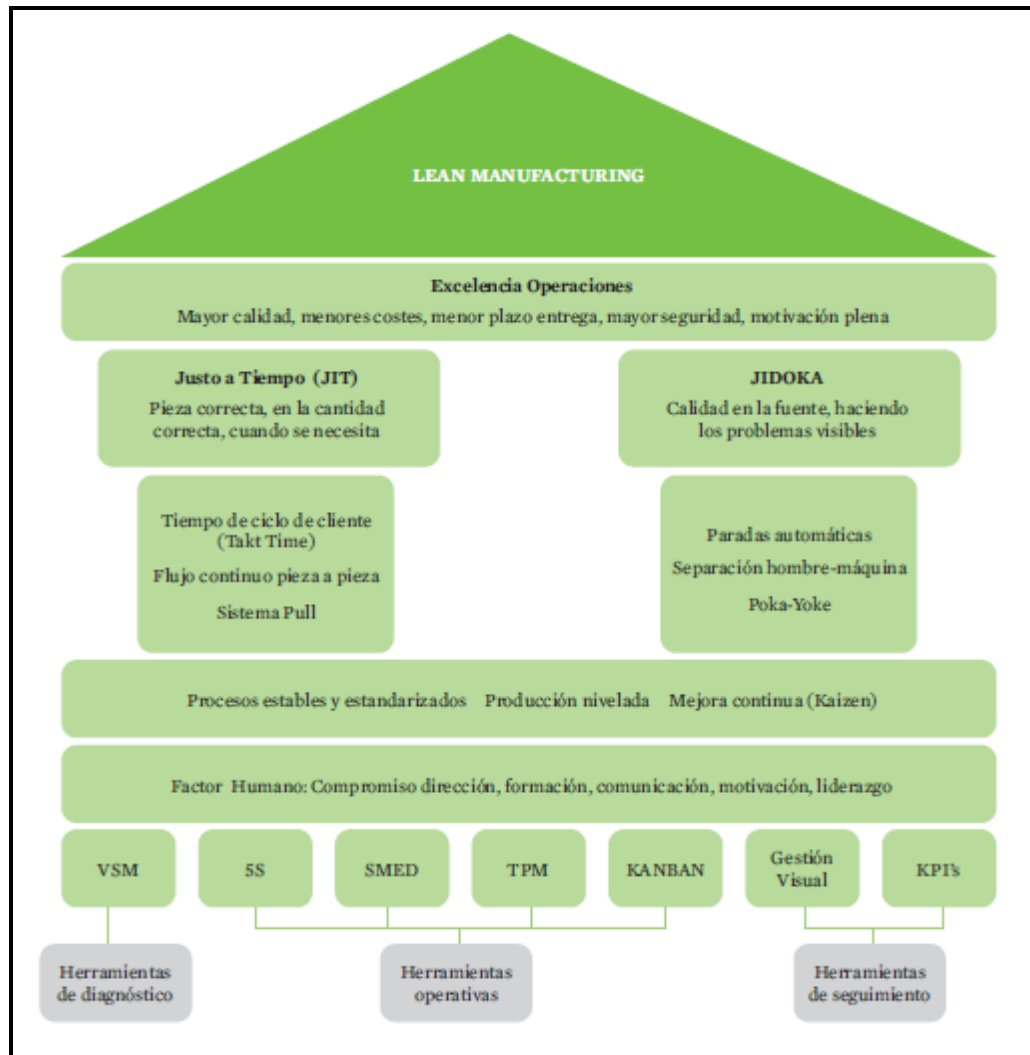 LEAN MANUFACTURING
Excelencia Operaciones
Mayor calidad, menores costes, menor plazo entrega, mayor seguridad, motivación plena
Justo a Tiempo (JIT)
Pieza correcta, en la cantidad
correcta, cuando se necesita
JIDOKA
Calidad en la fuente, haciendo
los problemas visibles
Tiempo de ciclo de cliente
(Takt Time)
Flujo continuo pieza a pieza
Sistema Pull
Paradas automáticas
Separación hombre-máquina
Poka-Yoke
Procesos estables y estandarizados Producción nivelada Mejora continua (Kaizen)
Factor Humano: Compromiso dirección, formación, comunicación, motivación, liderazgo
VSM
5S
SMED
TPM
KANBAN
Gestión
Visual
KPI's
Herramientas
de diagnóstico
Herramientas
operativas
Herramientas
de seguimiento